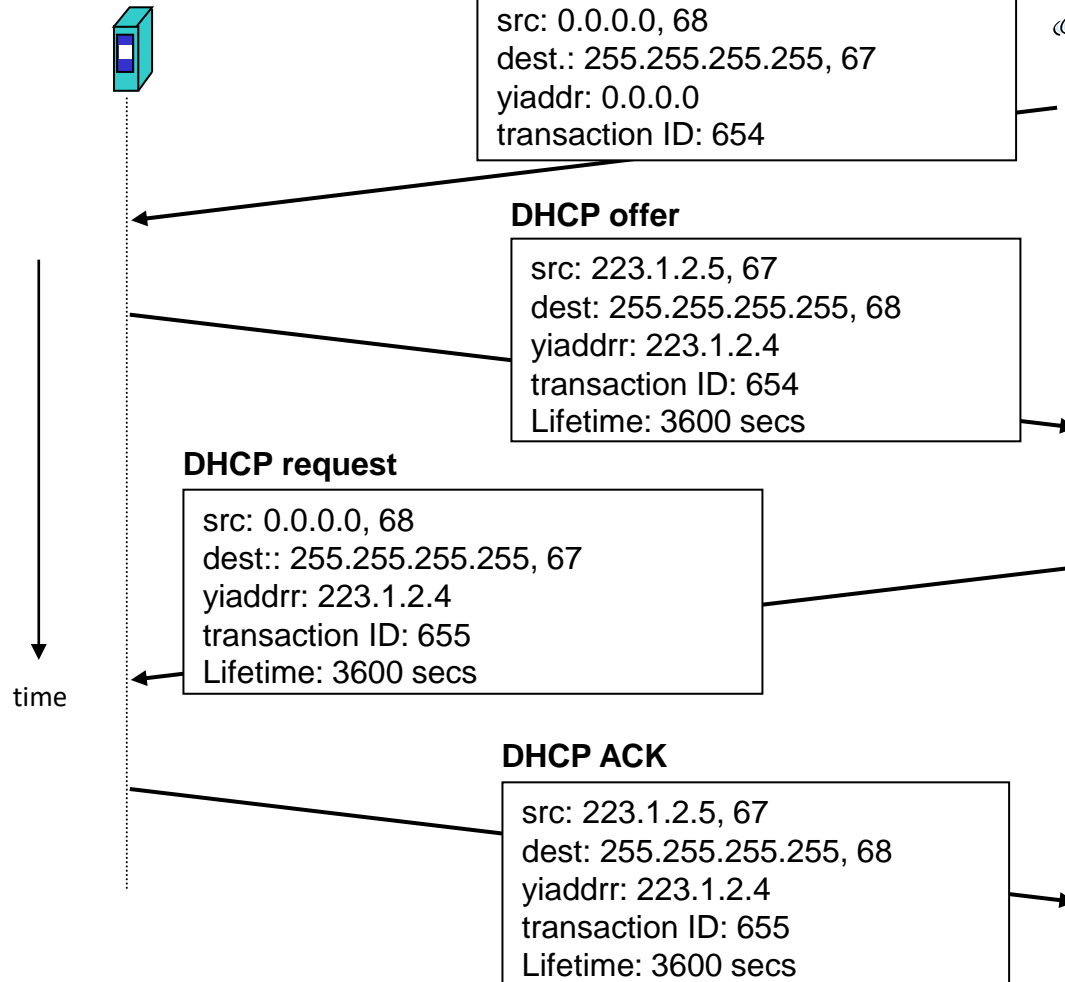 src: 0.0.0.0, 68
dest.: 255.255.255.255, 67
yiaddr: 0.0.0.0
transaction ID: 654
DHCP offer
src: 223.1.2.5, 67
dest: 255.255.255.255, 68
yiaddrr: 223.1.2.4
transaction ID: 654
Lifetime: 3600 secs
DHCP request
src: 0.0.0.0, 68
dest:: 255.255.255.255, 67
yiaddrr: 223.1.2.4
transaction ID: 655
Lifetime: 3600 secs
time
DHCP ACK
src: 223.1.2.5, 67
dest: 255.255.255.255, 68
yiaddrr: 223.1.2.4
transaction ID: 655
Lifetime: 3600 secs